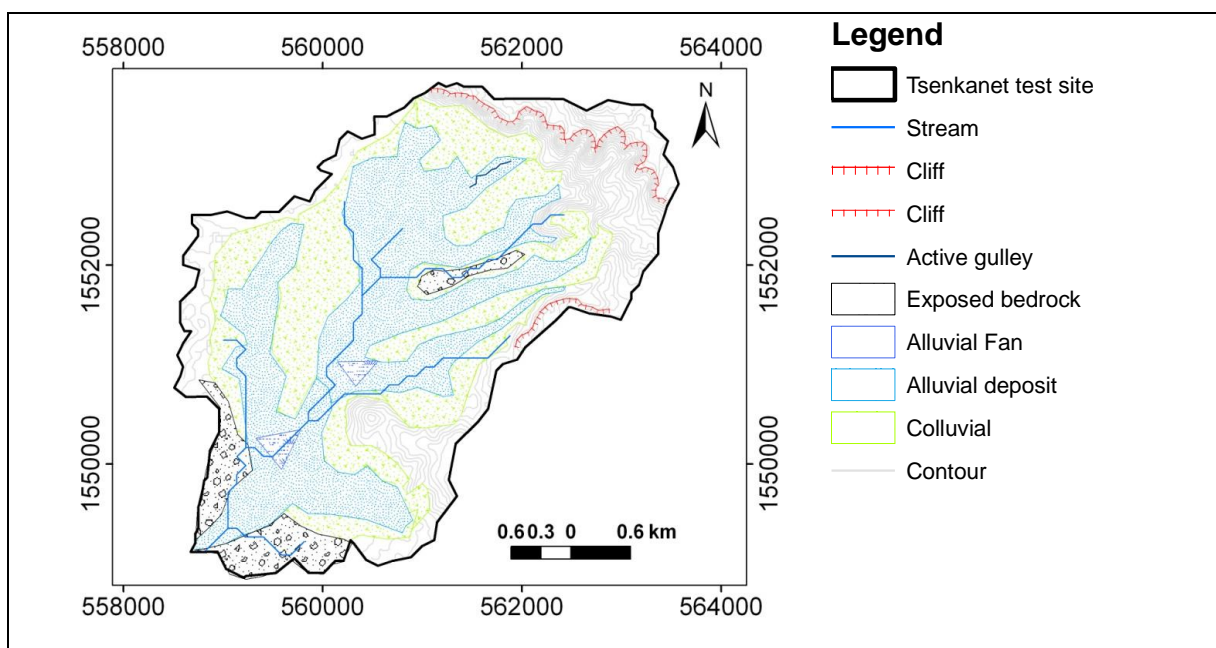 558000 560000 562000 564000
N
1552000
1552000
1550000
1550000
0.6 0.3 0 0.6 km
558000 560000 562000 564000
Legend
Tsenkanet test site
Stream
Cliff
Cliff
Active gulley
Exposed bedrock
Alluvial Fan
Alluvial deposit
Colluvial
Contour